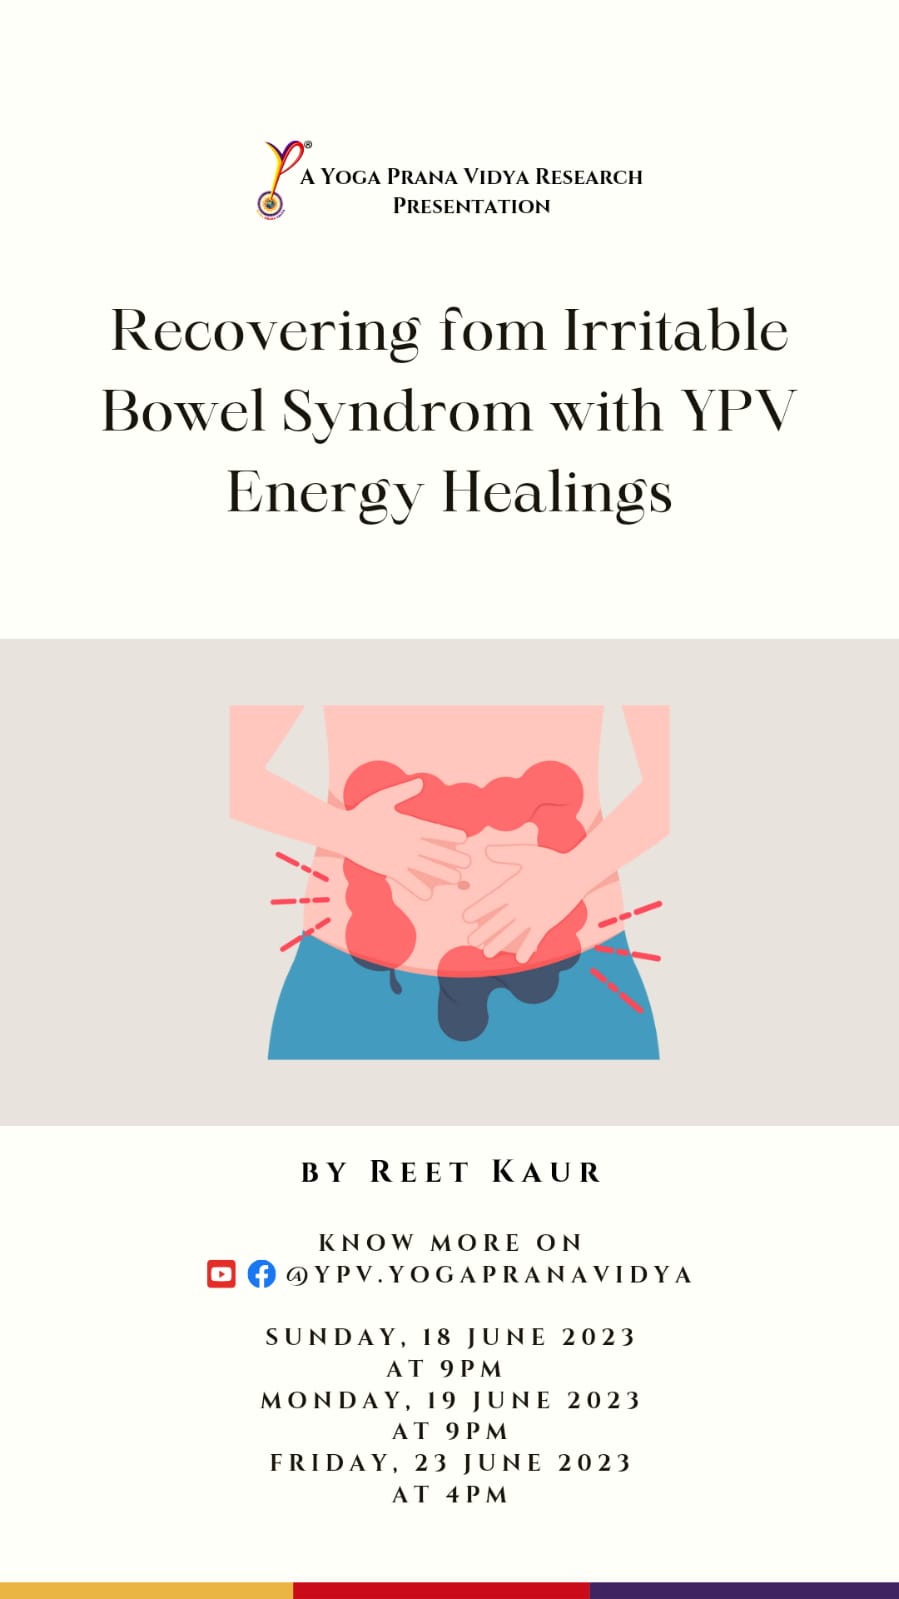 ®
A Yoga Prana Vidya Research
Presentation
Recovering fom Irritable
Bowel Syndrom with YPV
Energy Healings
by Reet Kaur
Know more on
@YPV.YOGAPRANAVIDYA
Sunday, 18 June 2023
at 9pm
Monday, 19 June 2023
at 9pm
Friday, 23 June 2023
at 4pm